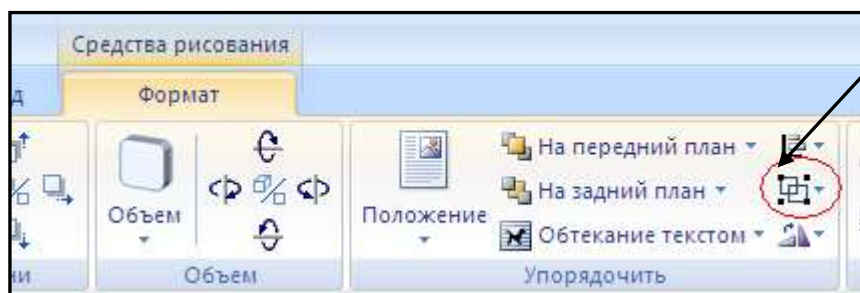 Средства рисования
Формат
На передний план
На задний план
Объем
Положение
Обтекание текстом
Объем
Упорядочить